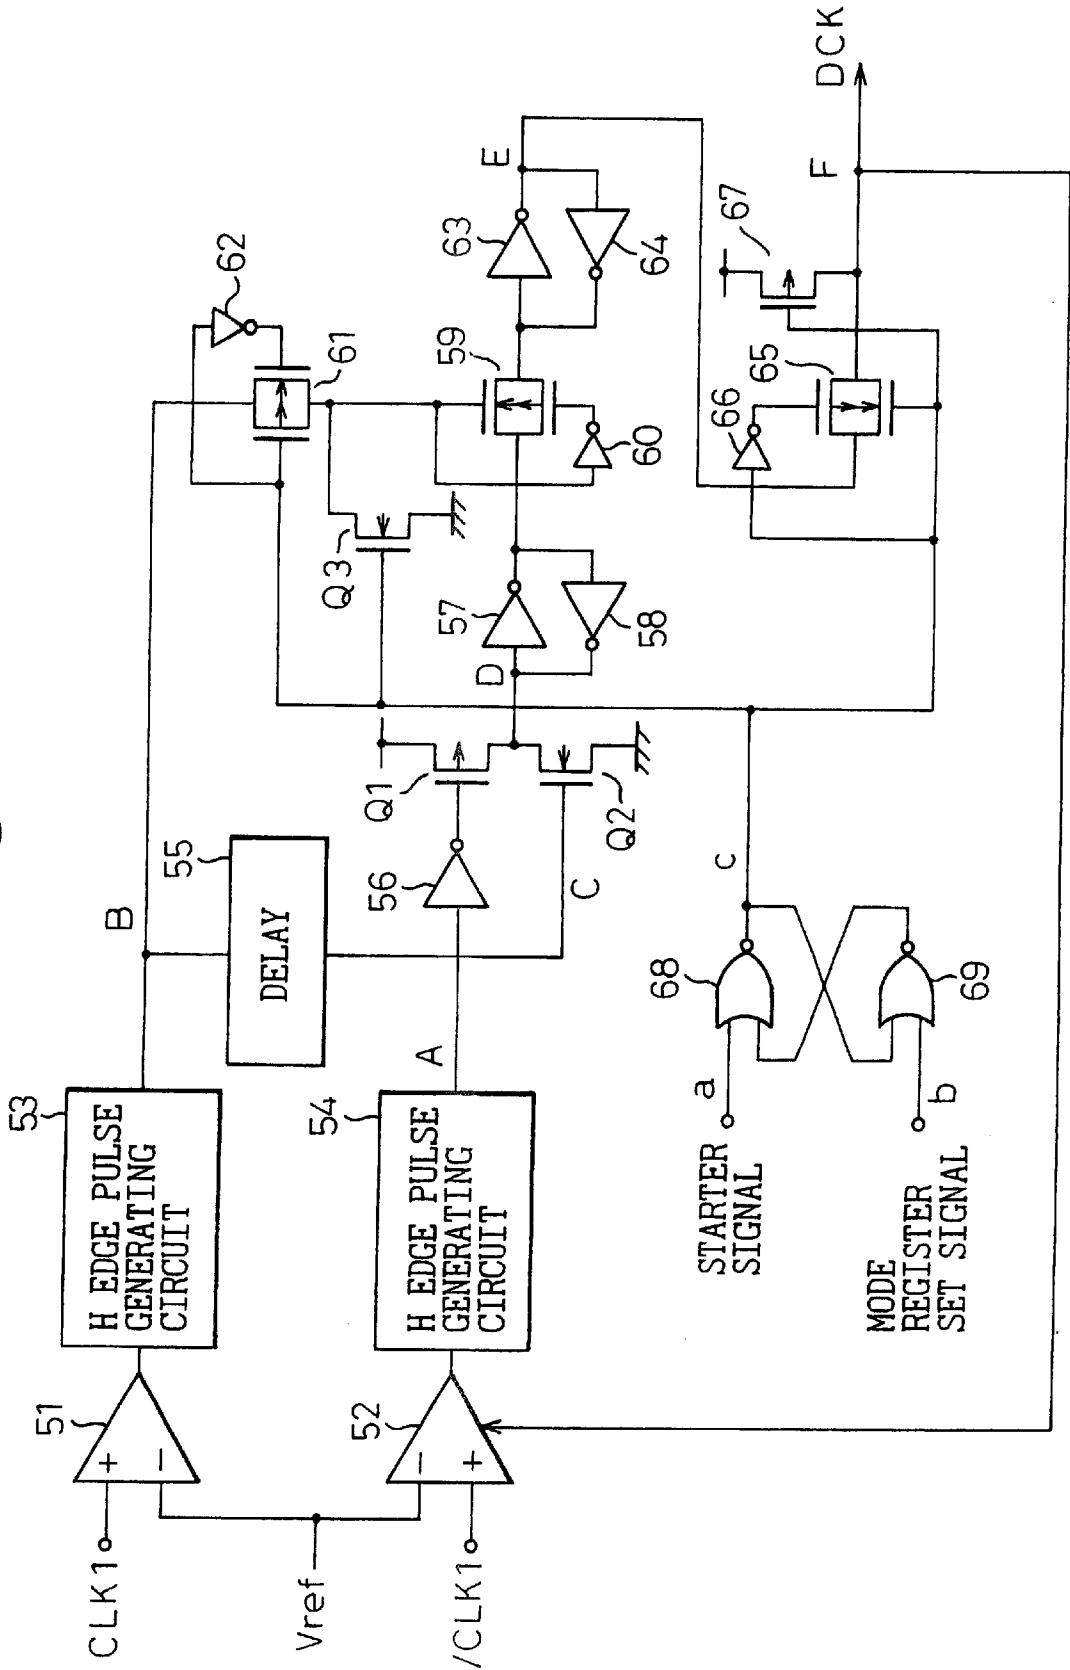 CLK1
51
+
−
53
H EDGE PULSE
GENERATING
CIRCUIT
B
55
DELAY
62
61
Vref
/CLK1
52
−
+
54
H EDGE PULSE
GENERATING
CIRCUIT
A
56
C
Q1
Q2
Q3
D
57
58
59
60
63
64
E
STARTER
SIGNAL
a
MODE
REGISTER
SET SIGNAL
b
68
69
c
66
65
67
F
DCK